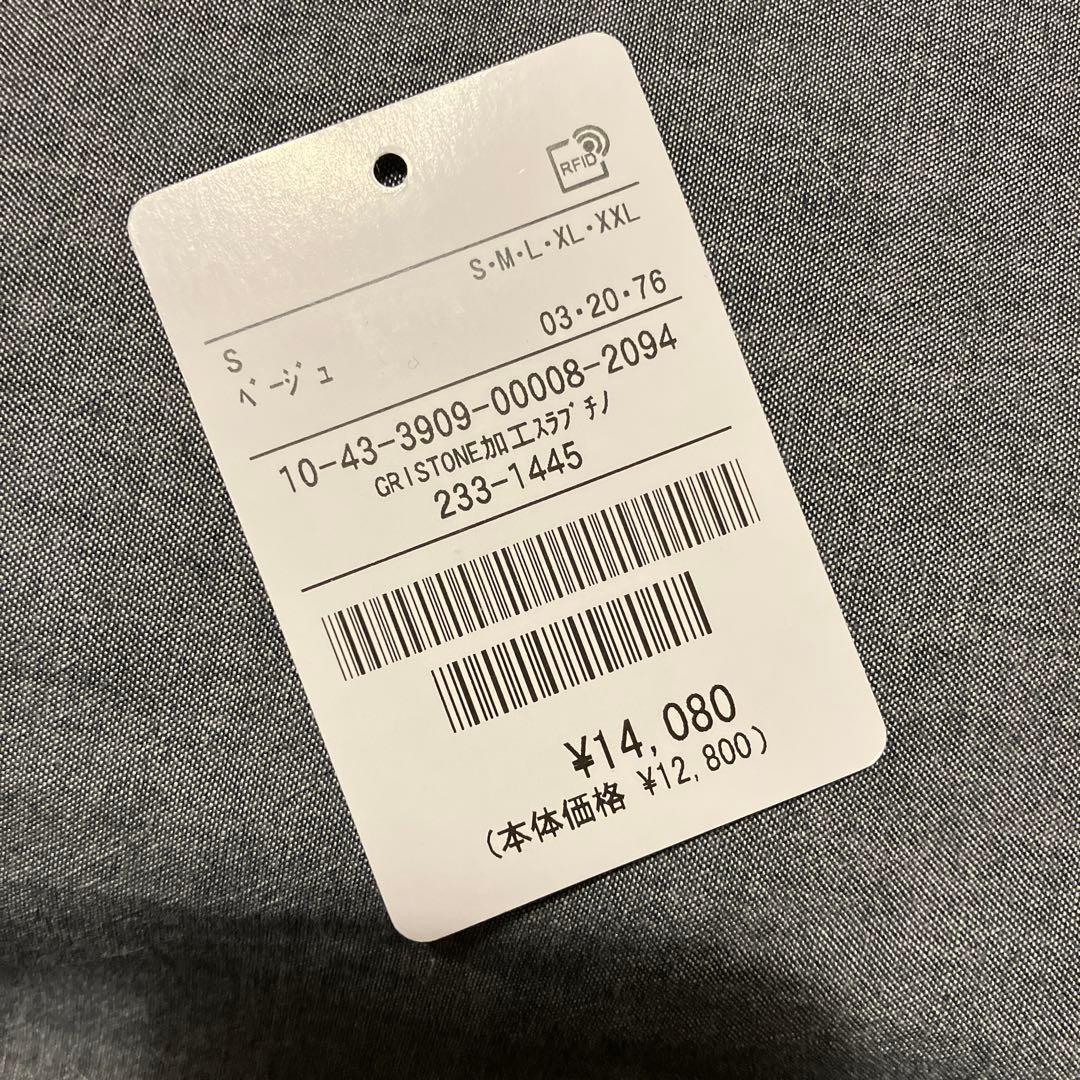 RFID
S・M・L・XL・XXL
S
ﾍﾞｰｼﾞｭ
03・20・76
10-43-3909-00008-2094
GRISTONE加工ｽﾗﾌﾞﾁﾉ
233-1445
¥14,080
(本体価格 ¥12,800)